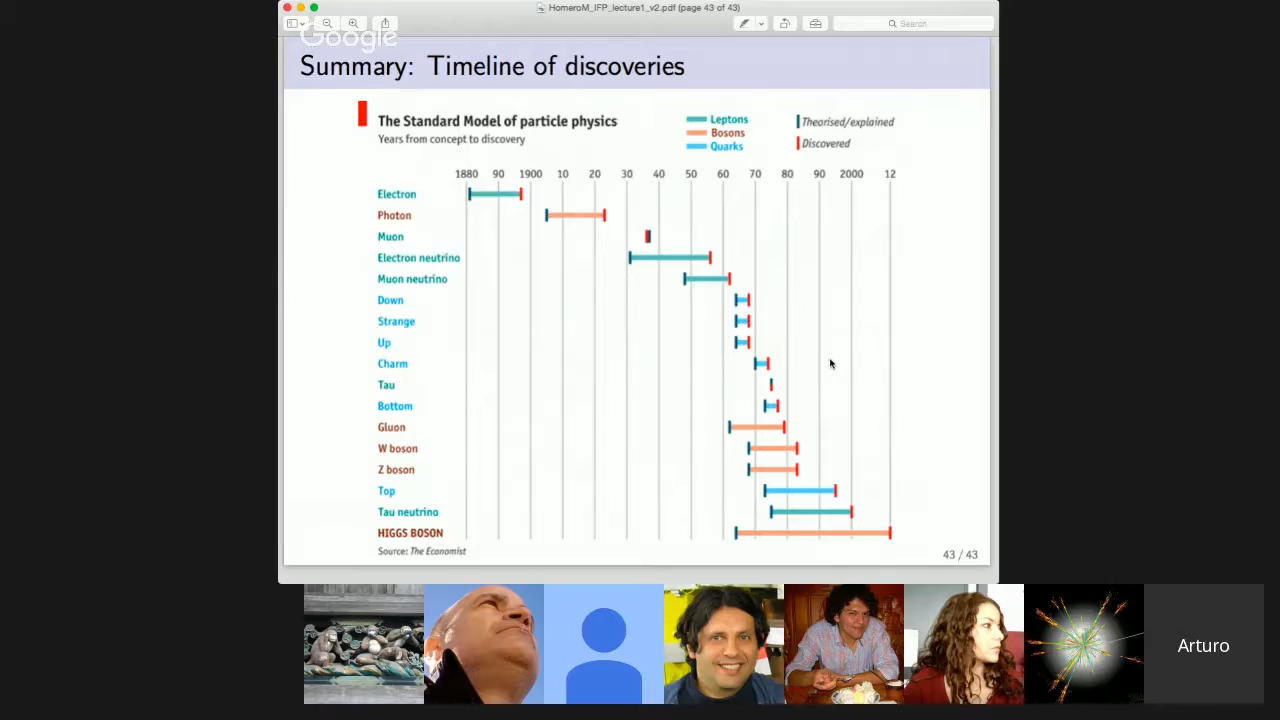 HomeroM_IFP_lecture1_v2.pdf (page 43 of 43)
Search
Google
Summary: Timeline of discoveries
The Standard Model of particle physics
Years from concept to discovery
Leptons
Bosons
Quarks
Theorised/explained
Discovered
1880 90 1900 10 20 30 40 50 60 70 80 90 2000 12
Electron
Photon
Muon
Electron neutrino
Muon neutrino
Down
Strange
Up
Charm
Tau
Bottom
Gluon
W boson
Z boson
Top
Tau neutrino
HIGGS BOSON
Source: The Economist
43 / 43
Arturo